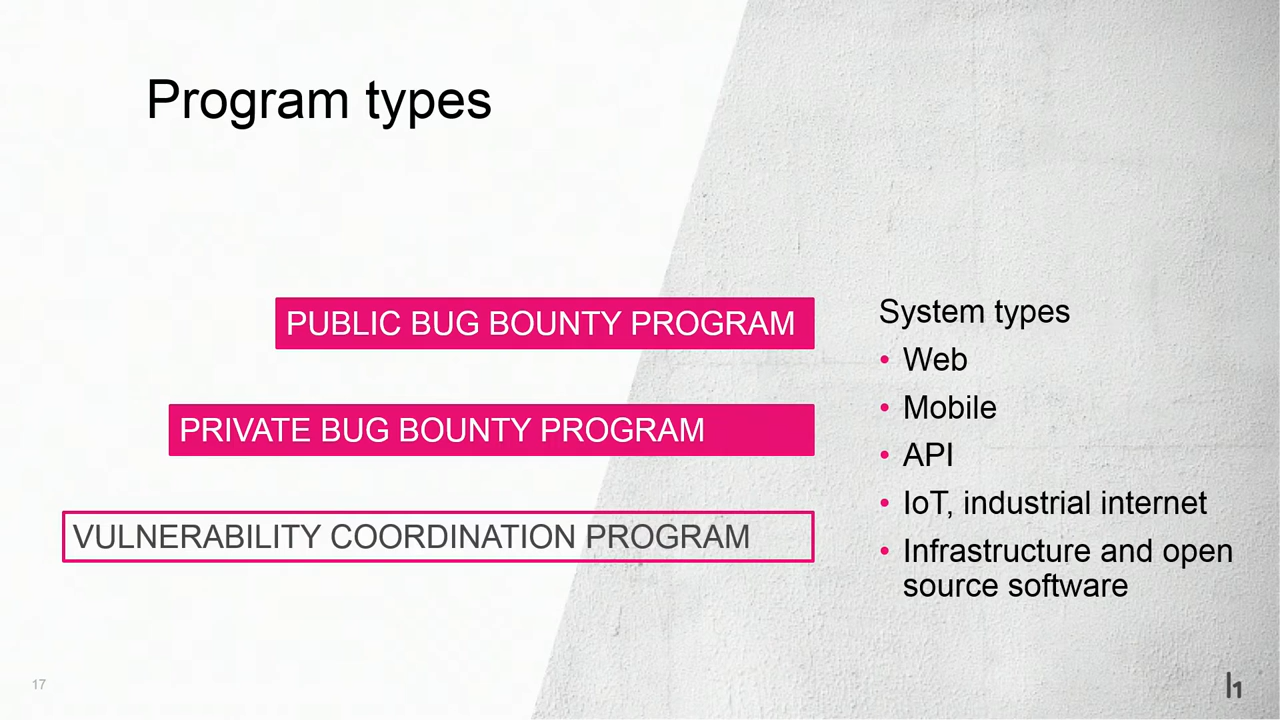 Program types
PUBLIC BUG BOUNTY PROGRAM
PRIVATE BUG BOUNTY PROGRAM
VULNERABILITY COORDINATION PROGRAM
System types
• Web
• Mobile
• API
• IoT, industrial internet
• Infrastructure and open
source software
17
l1